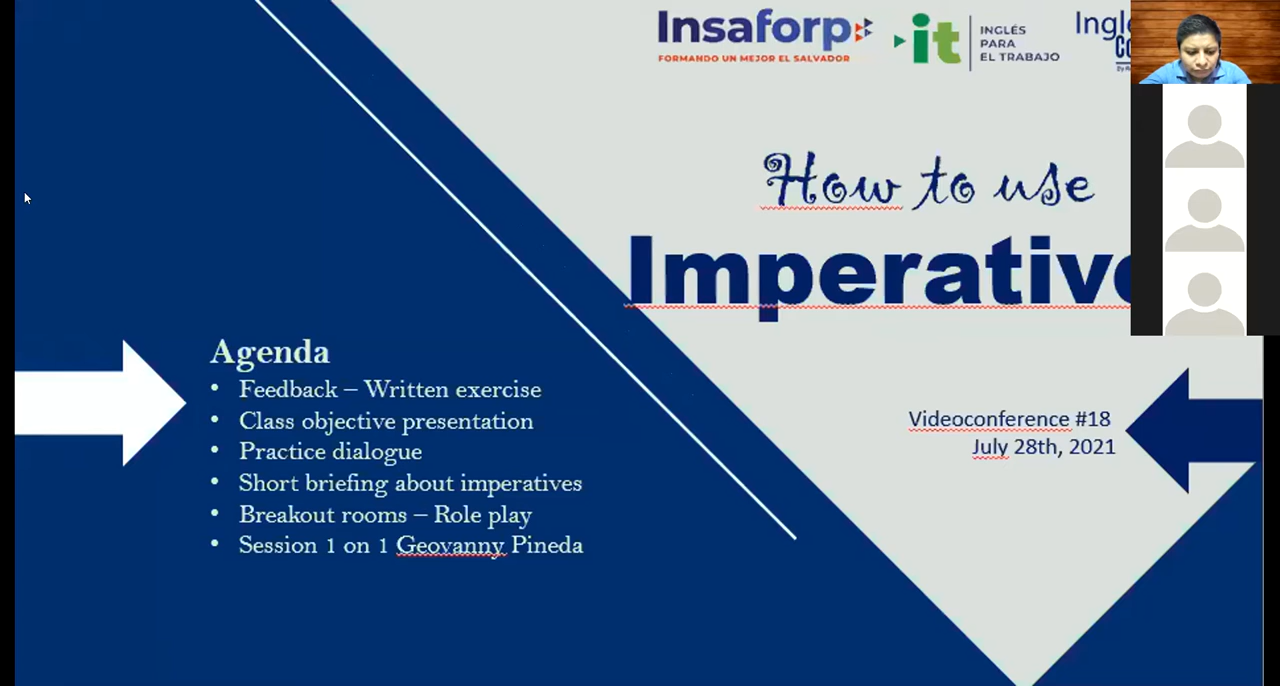 Insaforp
FORMANDO UN MEJOR EL SALVADOR
it
INGLÉS
PARA
EL TRABAJO
How to use
Agenda
• Feedback – Written exercise
• Class objective presentation
• Practice dialogue
• Short briefing about imperatives
• Breakout rooms – Role play
• Session 1 on 1 Geovanny Pineda
Videoconference #18
July 28th, 2021